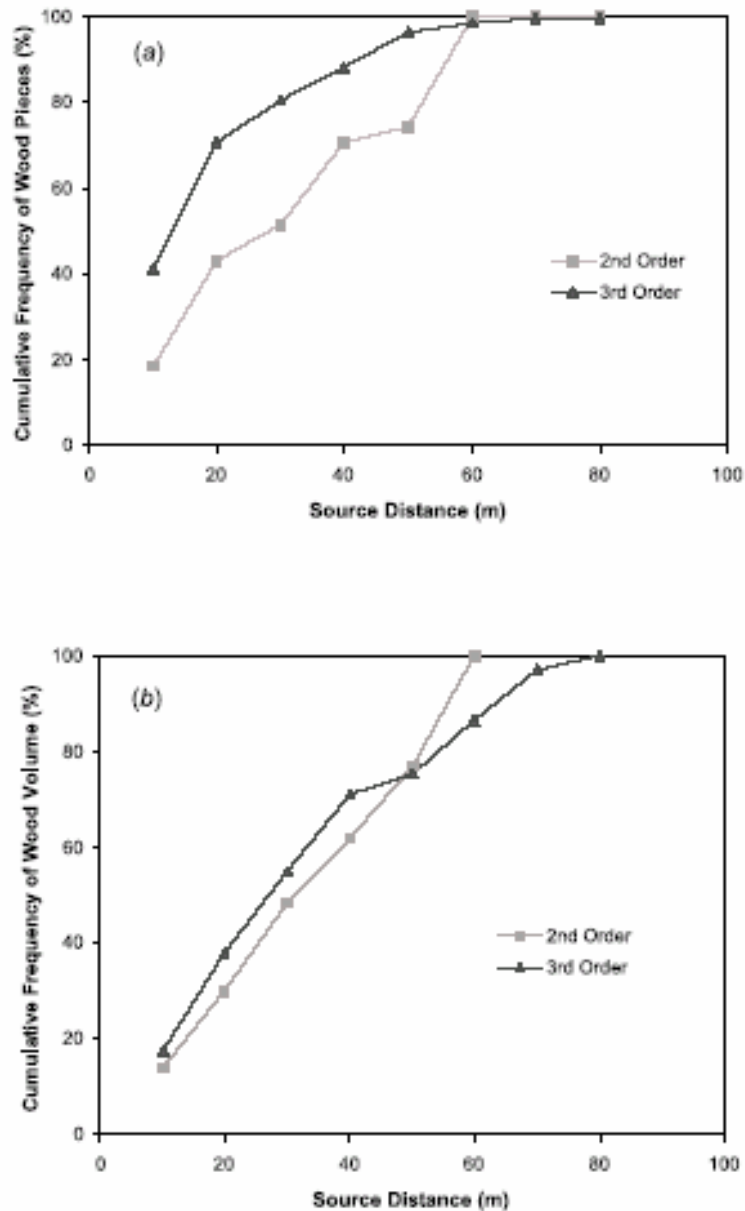 (a)
Cumulative Frequency of Wood Pieces (%)
100
80
60
40
20
0
2nd Order
3rd Order
0 20 40 60 80 100
Source Distance (m)
(b)
Cumulative Frequency of Wood Volume (%)
100
80
60
40
20
0
2nd Order
3rd Order
0 20 40 60 80 100
Source Distance (m)